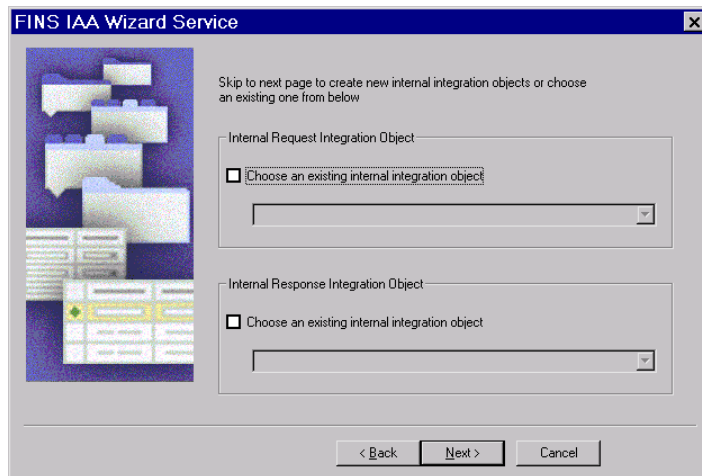 FINS IAA Wizard Service
Skip to next page to create new internal integration objects or choose
an existing one from below
Internal Request Integration Object
Choose an existing internal integration object
Internal Response Integration Object
Choose an existing internal integration object
< Back
Next >
Cancel